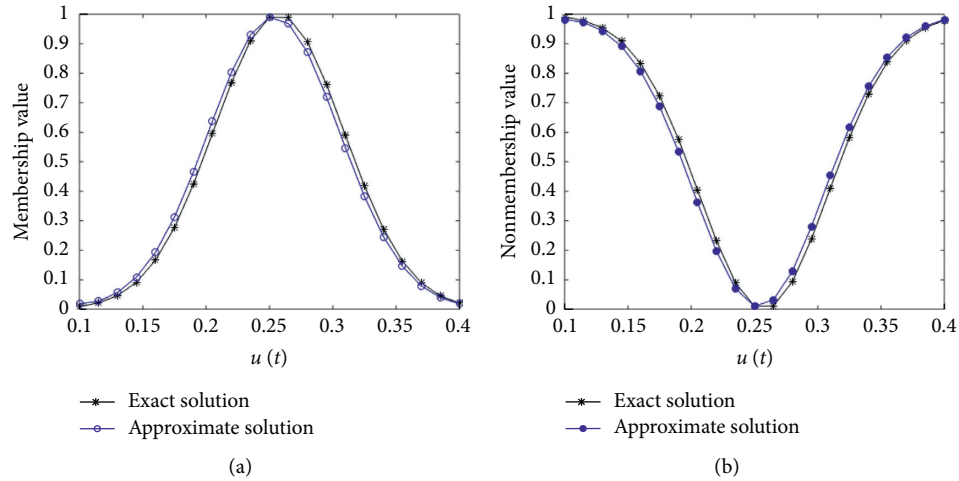 Membership value
1
0.9
0.8
0.7
0.6
0.5
0.4
0.3
0.2
0.1
0
0.1 0.15 0.2 0.25 0.3 0.35 0.4
u (t)
Exact solution
Approximate solution
(a)
Nonmembership value
1
0.9
0.8
0.7
0.6
0.5
0.4
0.3
0.2
0.1
0
0.1 0.15 0.2 0.25 0.3 0.35 0.4
u (t)
Exact solution
Approximate solution
(b)